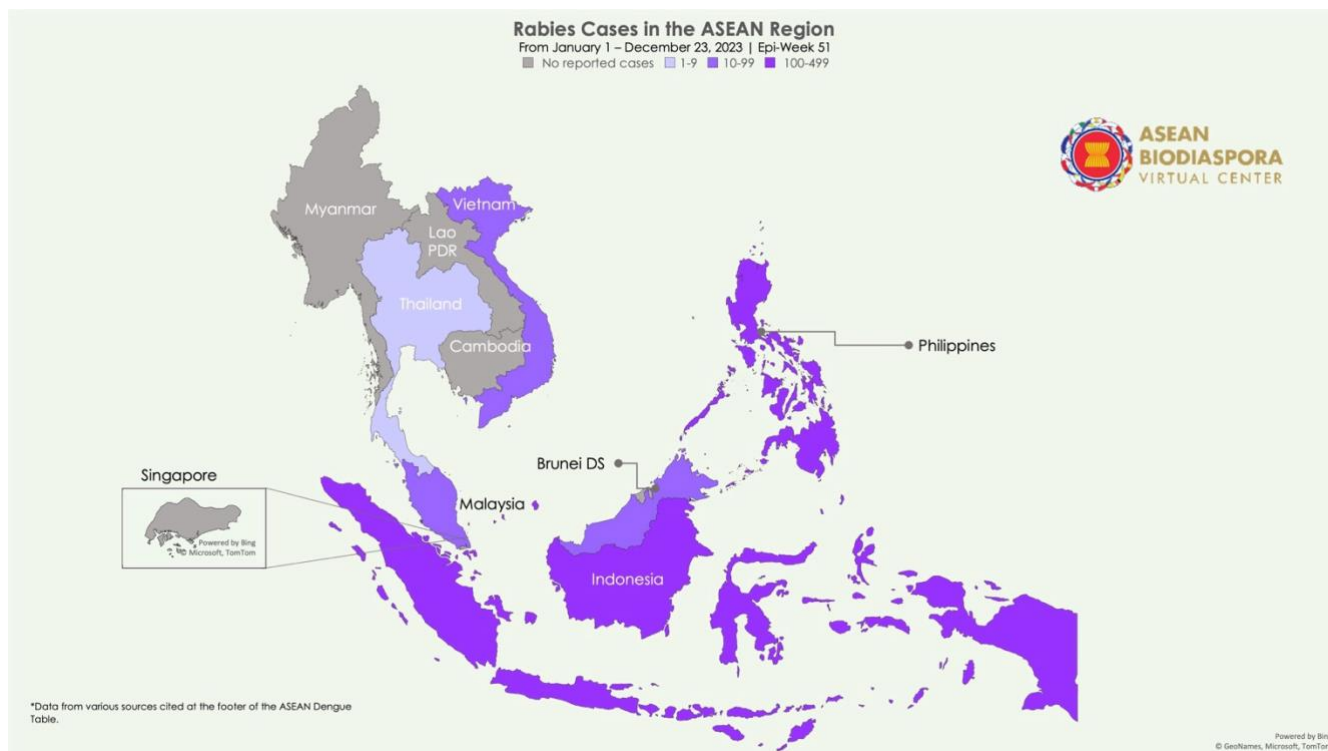 Rabies Cases in the ASEAN Region
From January 1 – December 23, 2023 | Epi-Week 51
No reported cases 1-9 10-99 100-499
ASEAN
BIODIASPORA
VIRTUAL CENTER
Myanmar
Vietnam
Lao
PDR
Thailand
Cambodia
Philippines
Brunei DS
Singapore
Malaysia
Powered by Bing
© Microsoft, TomTom
Indonesia
*Data from various sources cited at the footer of the ASEAN Dengue
Table.
Powered by Bin
© GeoNames, Microsoft, TomTom